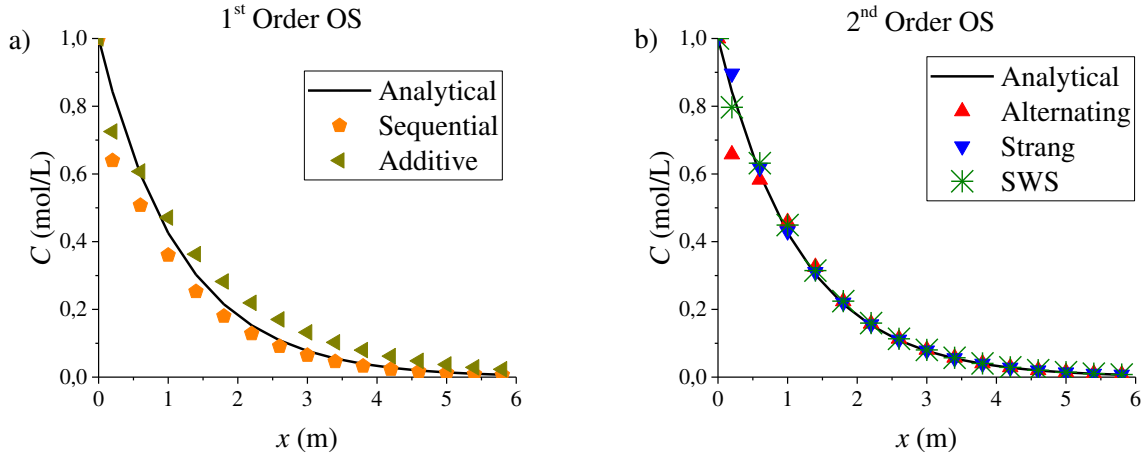 a)
1st Order OS
Analytical
Sequential
Additive
C (mol/L)
1,0
0,8
0,6
0,4
0,2
0,0
0 1 2 3 4 5 6
x (m)
b)
2nd Order OS
Analytical
Alternating
Strang
SWS
C (mol/L)
1,0
0,8
0,6
0,4
0,2
0,0
0 1 2 3 4 5 6
x (m)